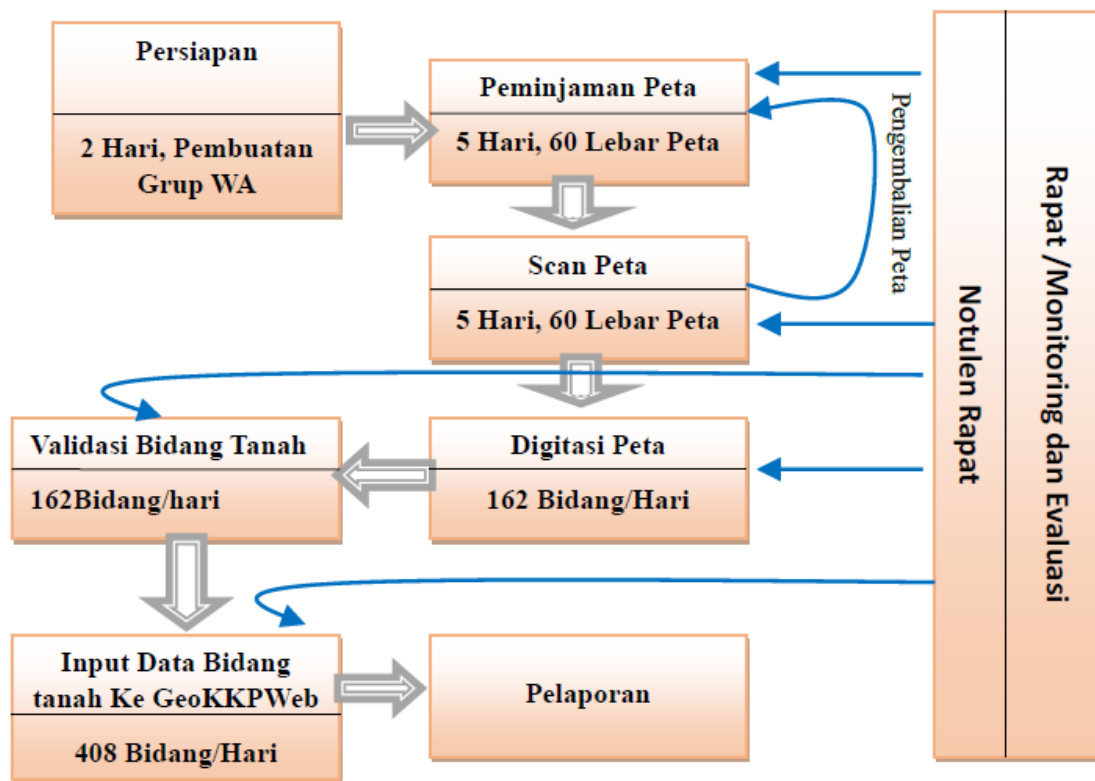 Persiapan
2 Hari, Pembuatan
Grup WA
Peminjaman Peta
5 Hari, 60 Lebar Peta
Pengembalian Peta
Scan Peta
5 Hari, 60 Lebar Peta
Validasi Bidang Tanah
162Bidang/hari
Digitasi Peta
162 Bidang/Hari
Input Data Bidang
tanah Ke GeoKKPWeb
408 Bidang/Hari
Pelaporan
Notulen Rapat
Rapat /Monitoring dan Evaluasi